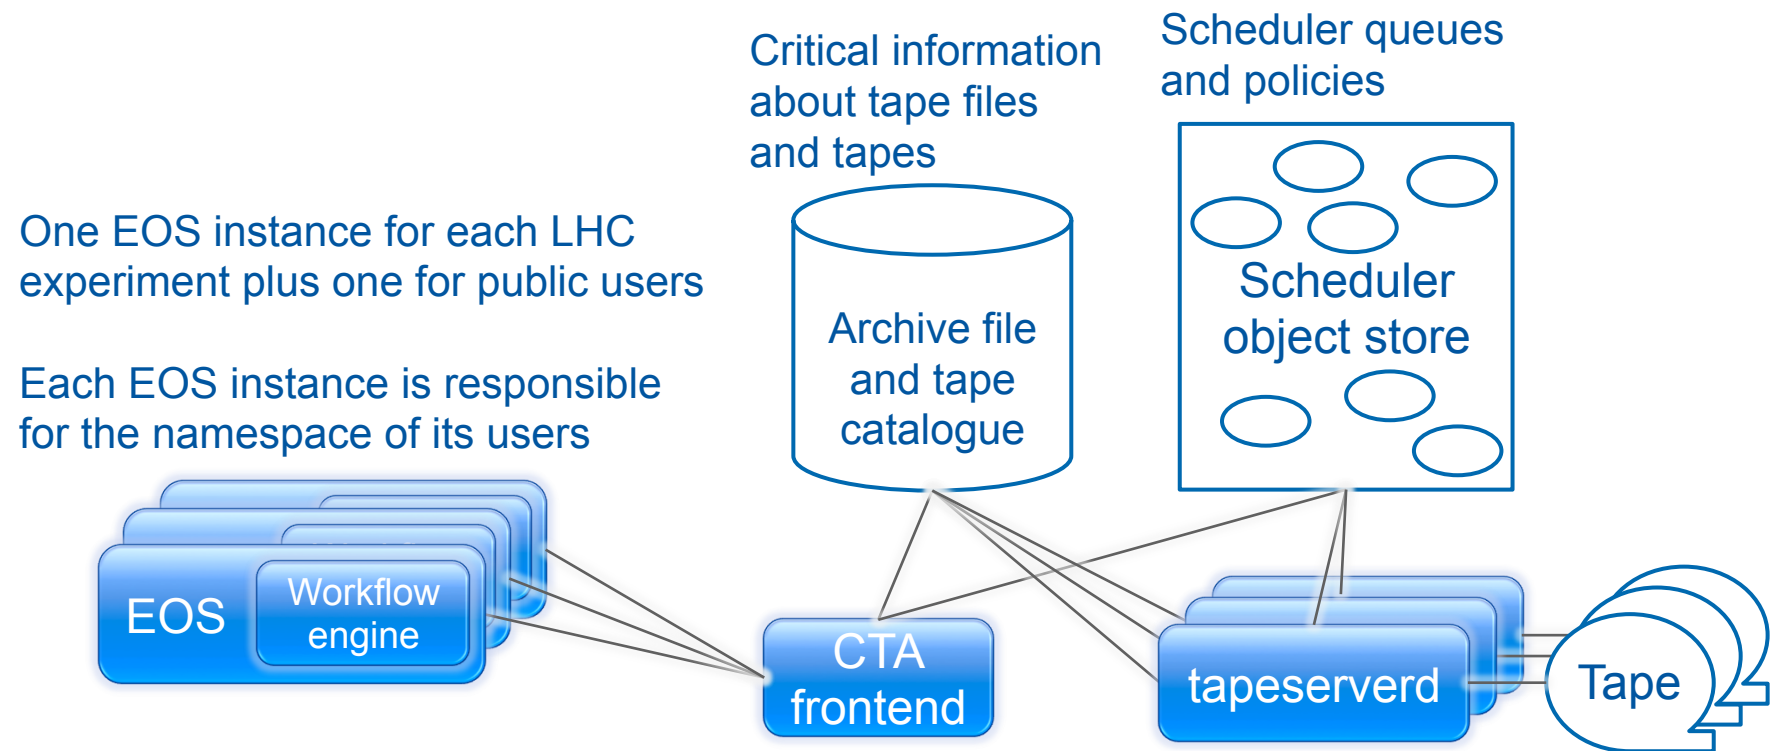 Scheduler queues
and policies
Critical information
about tape files
and tapes
One EOS instance for each LHC
experiment plus one for public users
Each EOS instance is responsible
for the namespace of its users
Archive file
and tape
catalogue
Scheduler
object store
EOS
Workflow
engine
CTA
frontend
tapeserverd
Tape